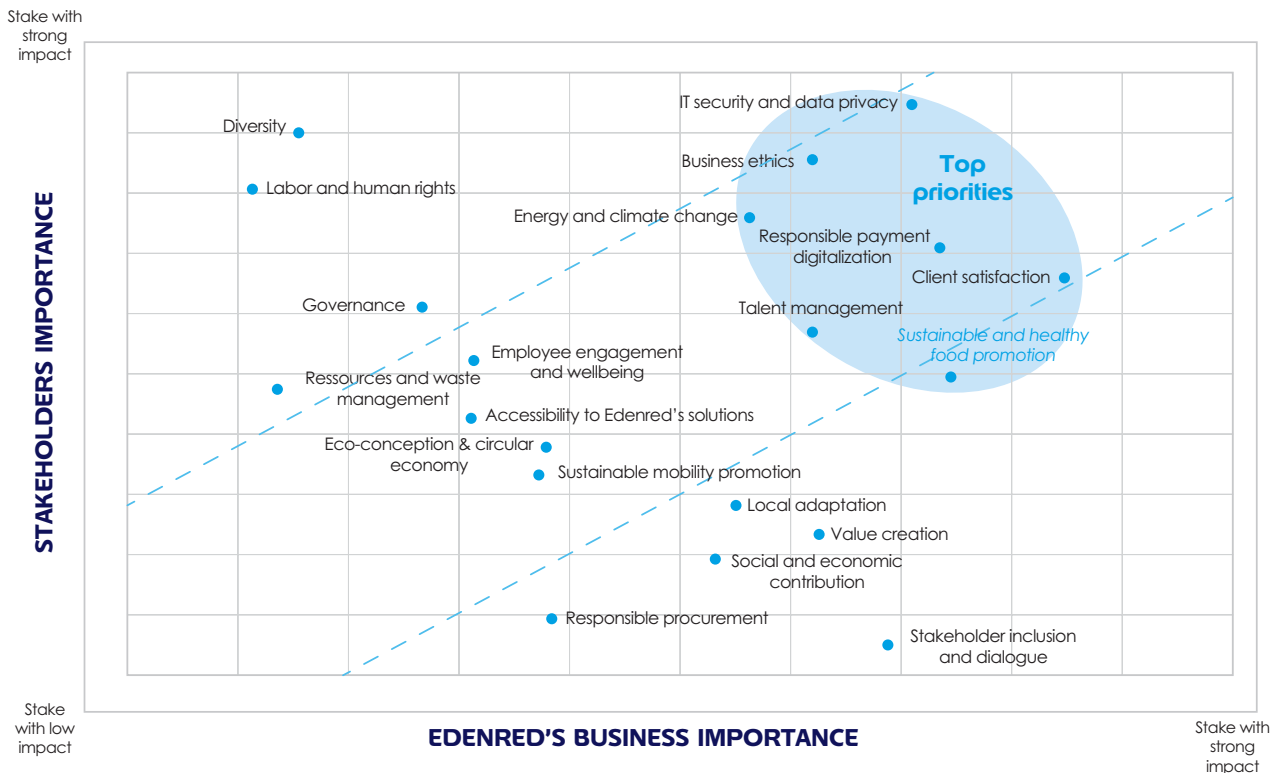 Stake with
strong
impact
IT security and data privacy
Diversity
Business ethics
Top
priorities
Labor and human rights
Energy and climate change
Responsible payment
digitalization
Client satisfaction
Governance
Talent management
Sustainable and healthy
food promotion
Employee engagement
and wellbeing
Ressources and waste
management
Accessibility to Edenred's solutions
Eco-conception & circular
economy
Sustainable mobility promotion
Local adaptation
Value creation
Social and economic
contribution
Responsible procurement
Stakeholder inclusion
and dialogue
STAKEHOLDERS IMPORTANCE
Stake
with low
impact
EDENRED'S BUSINESS IMPORTANCE
Stake with
strong
impact